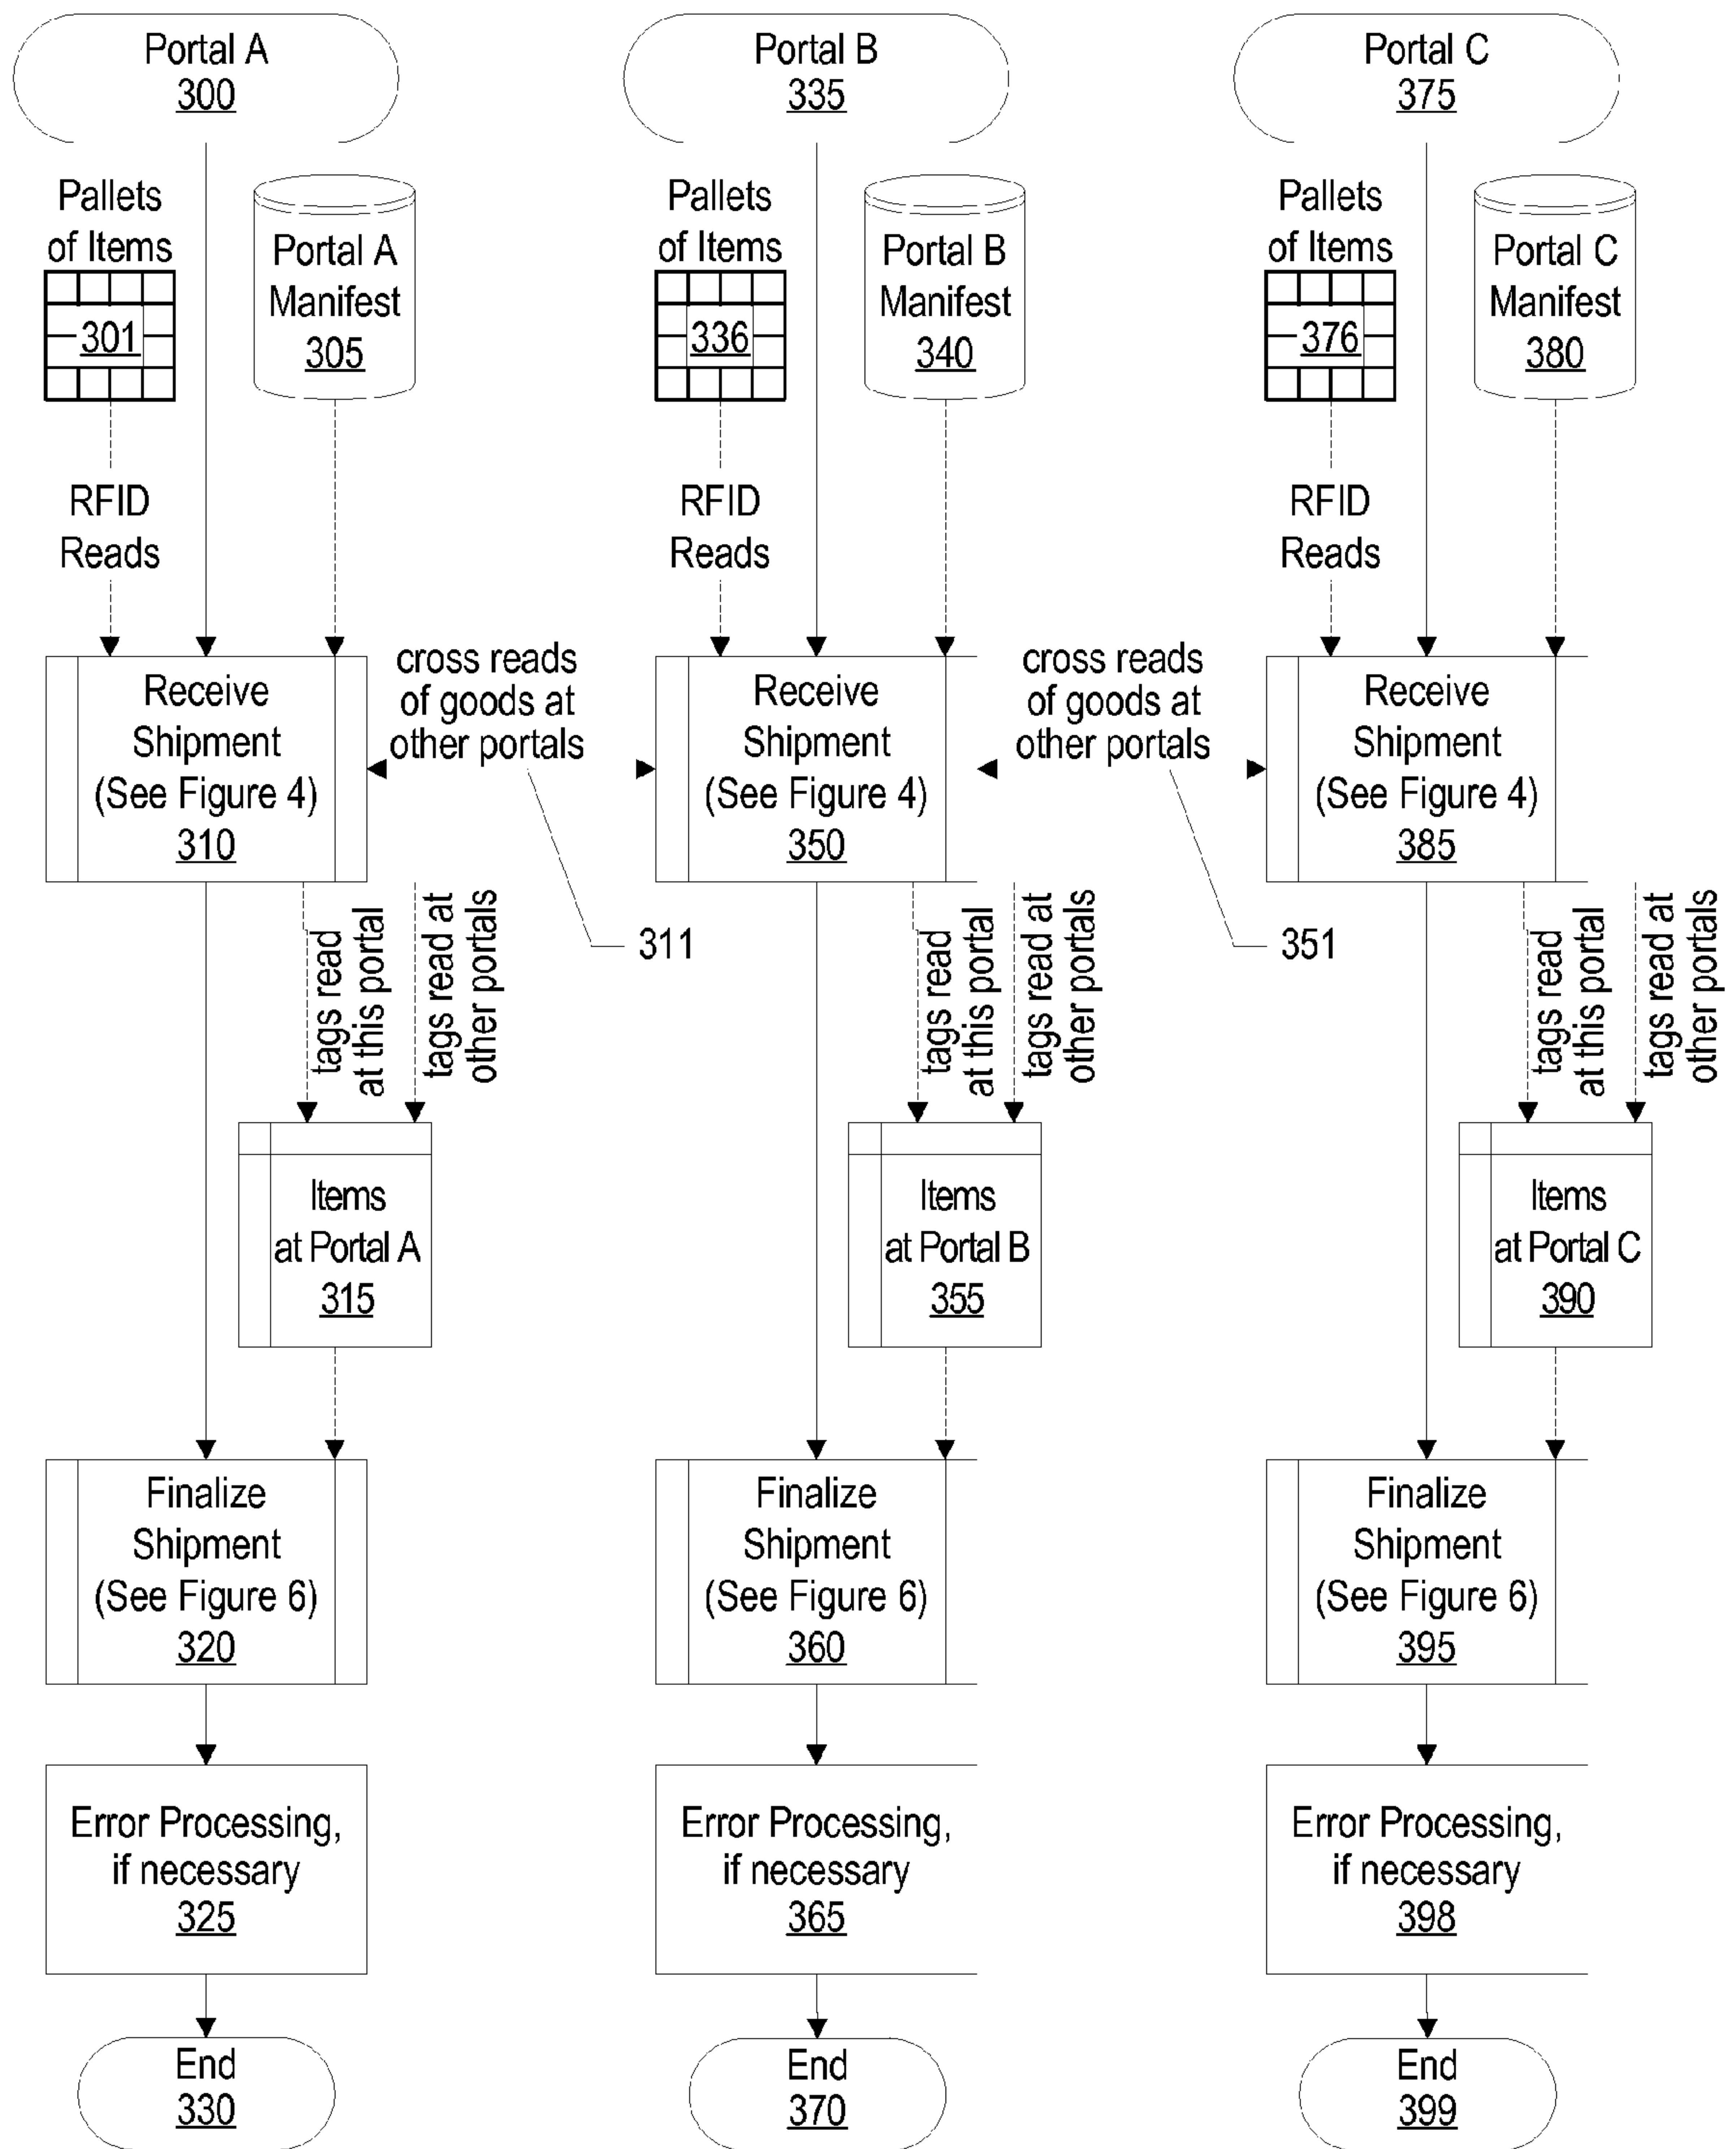 Portal A
300
Portal B
335
Portal C
375
Pallets
of Items
301
Portal A
Manifest
305
Pallets
of Items
336
Portal B
Manifest
340
Pallets
of Items
376
Portal C
Manifest
380
RFID
Reads
RFID
Reads
RFID
Reads
Receive
Shipment
(See Figure 4)
310
cross reads
of goods at
other portals
311
Receive
Shipment
(See Figure 4)
350
cross reads
of goods at
other portals
351
Receive
Shipment
(See Figure 4)
385
tags read
at this portal
tags read at
other portals
tags read
at this portal
tags read at
other portals
tags read
at this portal
tags read at
other portals
Items
at Portal A
315
Items
at Portal B
355
Items
at Portal C
390
Finalize
Shipment
(See Figure 6)
320
Finalize
Shipment
(See Figure 6)
360
Finalize
Shipment
(See Figure 6)
395
Error Processing,
if necessary
325
Error Processing,
if necessary
365
Error Processing,
if necessary
398
End
330
End
370
End
399